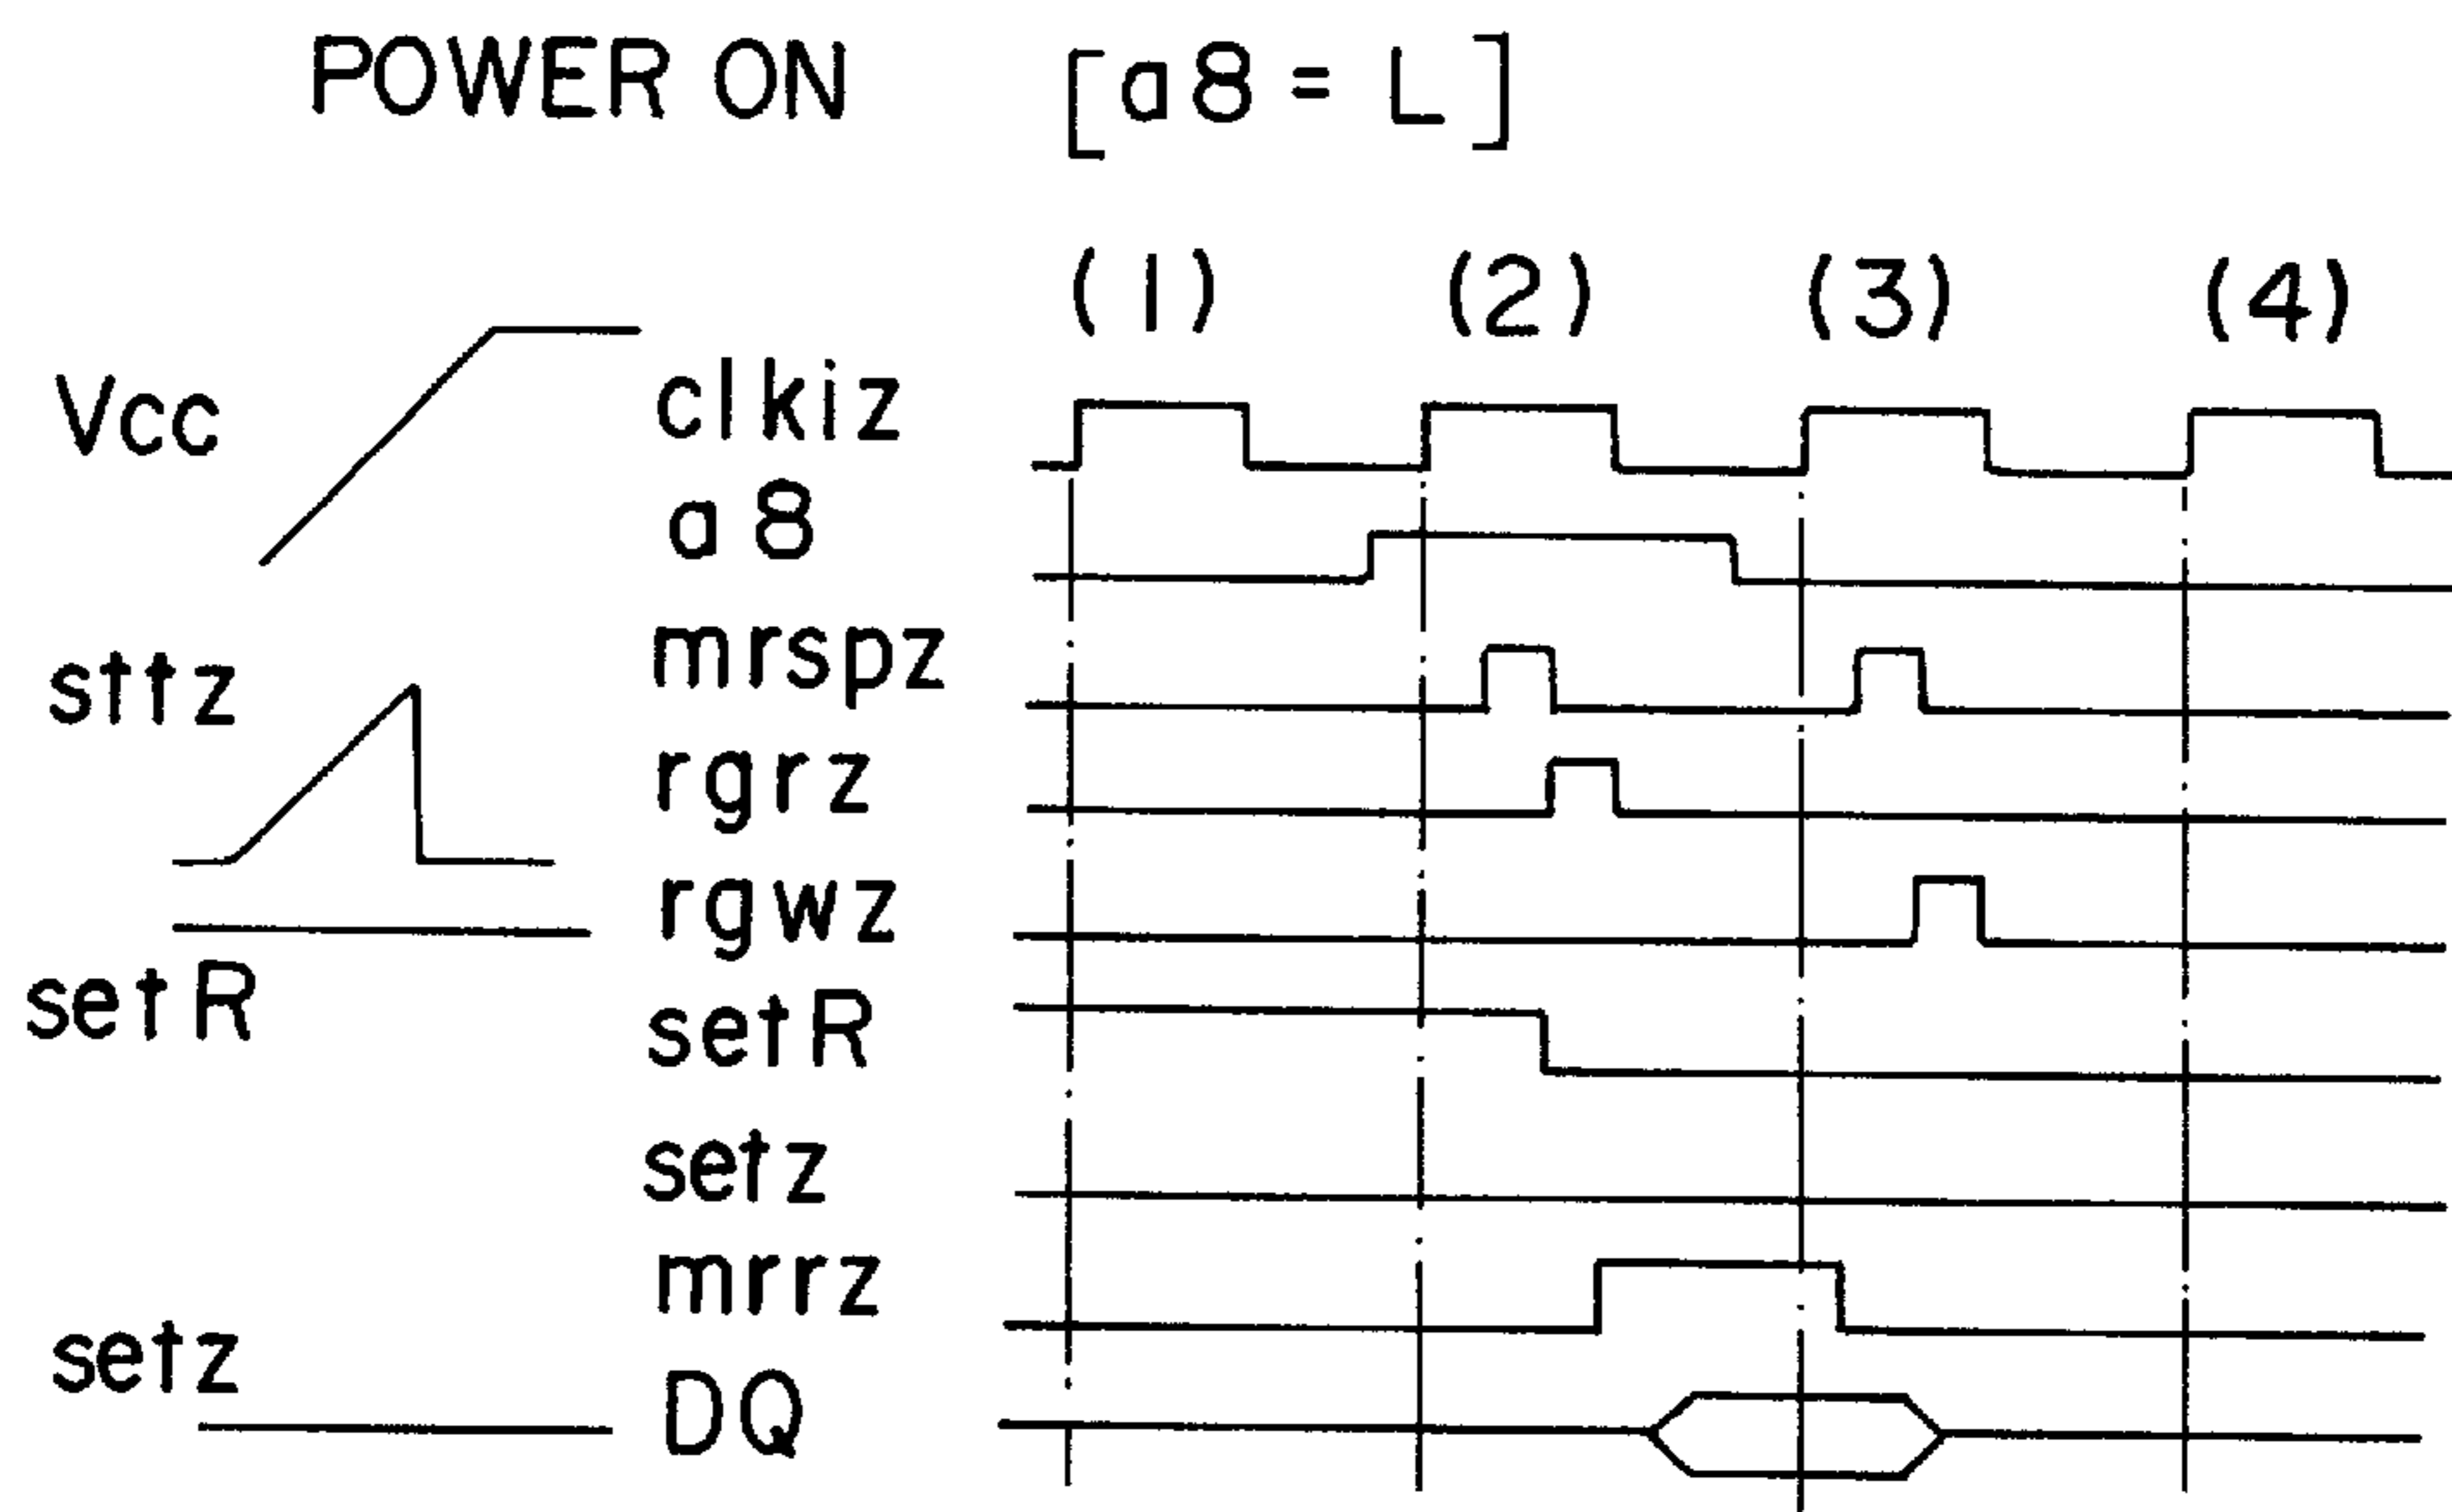 POWER ON [a8 = L]
(1) (2) (3) (4)
Vcc
clkiz
a8
sttz
mrspz
rgrz
rgwz
setR
setR
setz
mrrz
setz
DQ